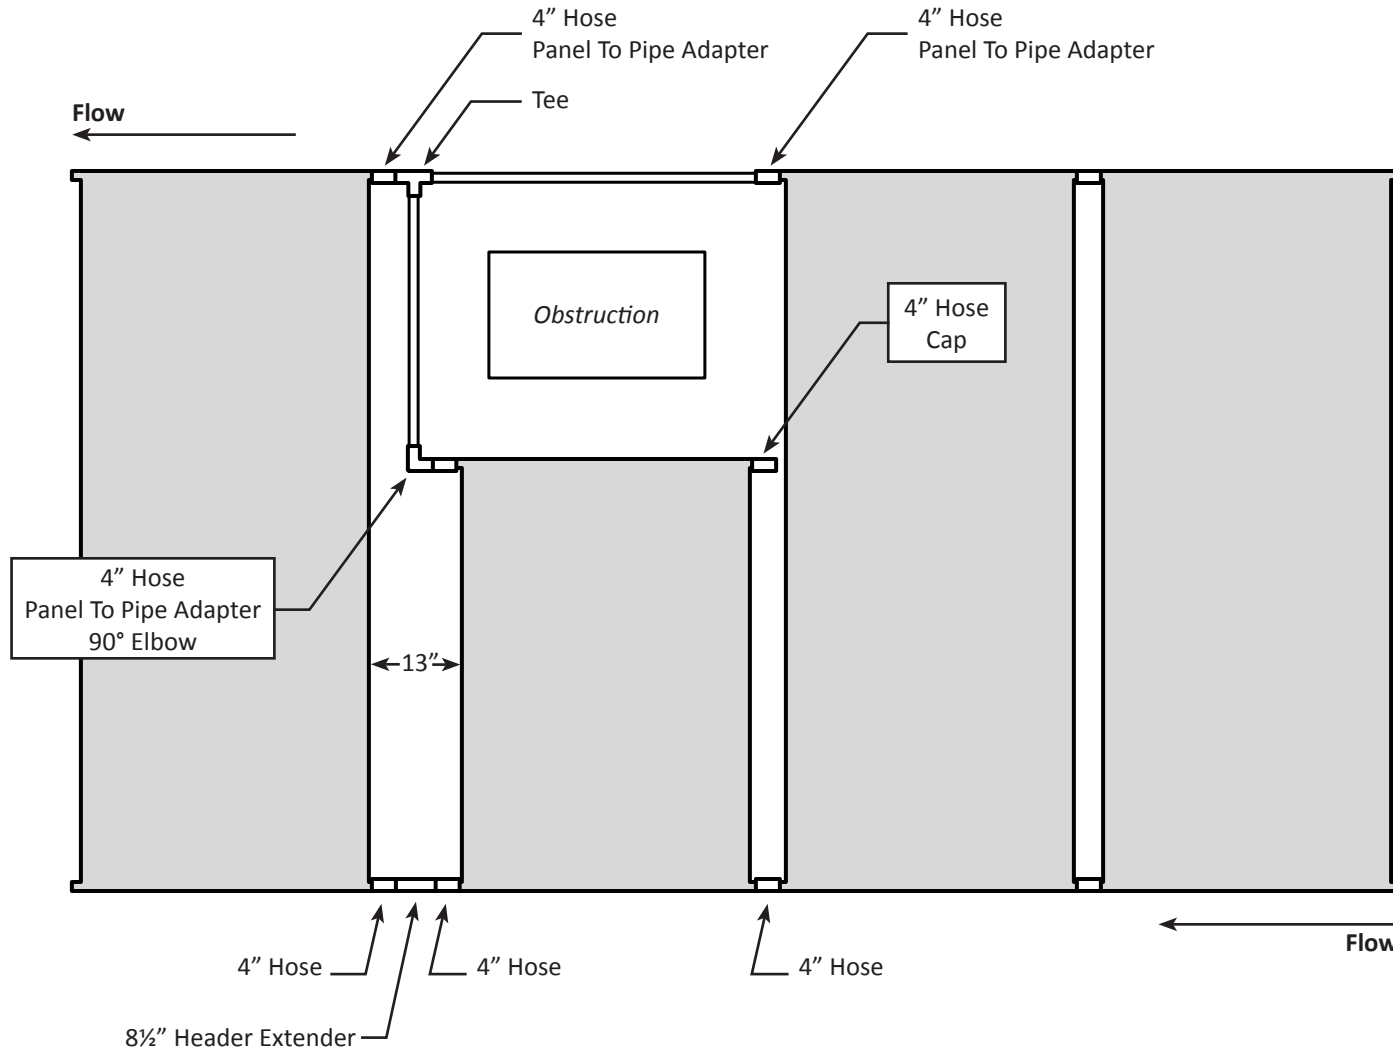 4” Hose
Panel To Pipe Adapter
4” Hose
Panel To Pipe Adapter
Tee
Flow
Obstruction
4” Hose
Cap
4” Hose
Panel To Pipe Adapter
90° Elbow
13”
Flow
4” Hose
4” Hose
4” Hose
8½” Header Extender